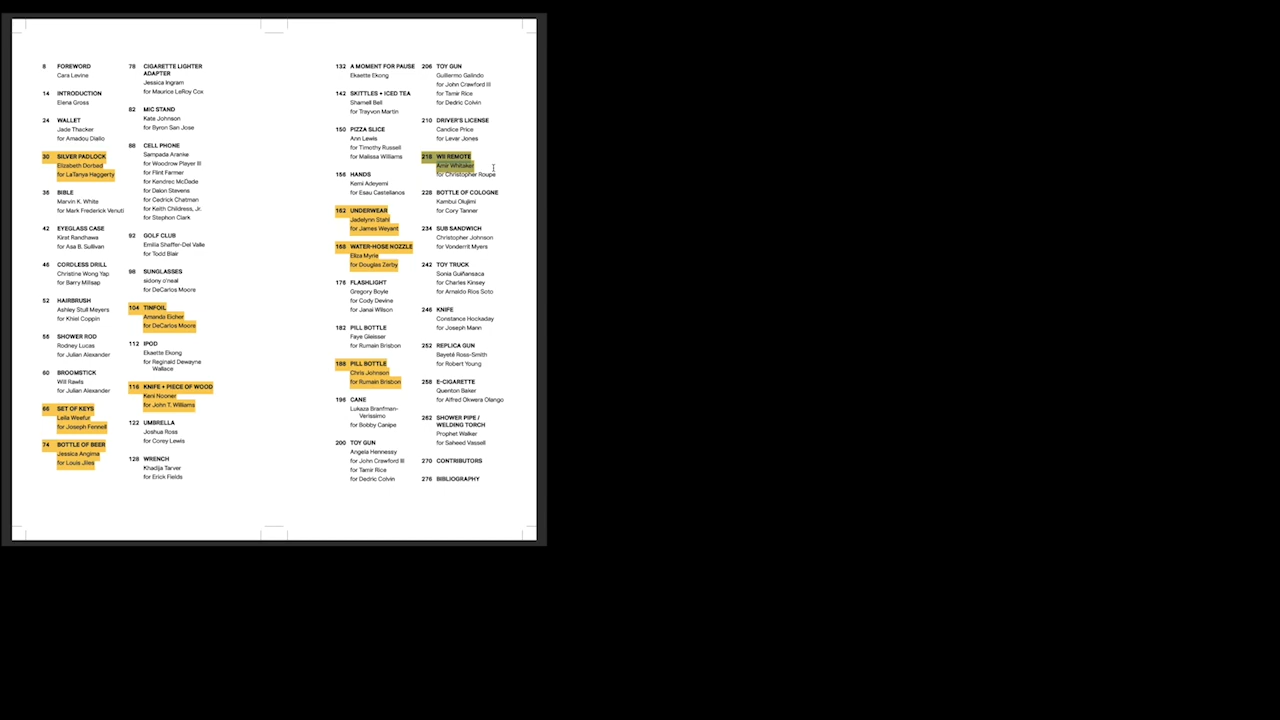 8 FOREWORD
Cara Levine
14 INTRODUCTION
Elena Gross
24 WALLET
Jade Thacker
for Amadou Diallo
30 SILVER PADLOCK
Elizabeth Dorbad
for LaTanya Haggerty
36 BIBLE
Marvin K. White
for Mark Frederick Venuti
42 EYEGLASS CASE
Kirat Randhawa
for Asa B. Sullivan
46 CORDLESS DRILL
Christine Wong Yap
for Barry Millsap
52 HAIRBRUSH
Ashley Stull Meyers
for Khiel Coppin
56 SHOWER ROD
Rodney Lucas
for Julian Alexander
60 BROOMSTICK
Will Rawls
for Julian Alexander
66 SET OF KEYS
Leila Weefur
for Joseph Fennell
74 BOTTLE OF BEER
Jessica Angima
for Louis Jiles
78 CIGARETTE LIGHTER
ADAPTER
Jessica Ingram
for Maurice LeRoy Cox
82 MIC STAND
Kate Johnson
for Byron San Jose
88 CELL PHONE
Sampada Aranke
for Woodrow Player III
for Flint Farmer
for Kendrec McDade
for Dalon Stevens
for Cedrick Chatman
for Keith Childress, Jr.
for Stephon Clark
92 GOLF CLUB
Emilia Shaffer-Del Valle
for Todd Blair
98 SUNGLASSES
sidony o'neal
for DeCarlos Moore
104 TINFOIL
Amanda Eicher
for DeCarlos Moore
112 IPOD
Ekaette Ekong
for Reginald Dewayne
Wallace
116 KNIFE + PIECE OF WOOD
Keni Nooner
for John T. Williams
122 UMBRELLA
Joshua Ross
for Corey Lewis
128 WRENCH
Khadija Tarver
for Erick Fields
132 A MOMENT FOR PAUSE
Ekaette Ekong
142 SKITTLES + ICED TEA
Sharnell Bell
for Trayvon Martin
150 PIZZA SLICE
Ann Lewis
for Timothy Russell
for Malissa Williams
156 HANDS
Kemi Adeyemi
for Esau Castellanos
162 UNDERWEAR
Jadelynn Stahl
for James Weyant
168 WATER-HOSE NOZZLE
Eliza Myrie
for Douglas Zerby
176 FLASHLIGHT
Gregory Boyle
for Cody Devine
for Janai Wilson
182 PILL BOTTLE
Faye Gleisser
for Rumain Brisbon
188 PILL BOTTLE
Chris Johnson
for Rumain Brisbon
196 CANE
Lukaza Branfman-
Verissimo
for Bobby Canipe
200 TOY GUN
Angela Hennessy
for John Crawford III
for Tamir Rice
for Dedric Colvin
206 TOY GUN
Guillermo Galindo
for John Crawford III
for Tamir Rice
for Dedric Colvin
210 DRIVER'S LICENSE
Candice Price
for Levar Jones
218 WII REMOTE
Amir Whitaker
for Christopher Roupe
228 BOTTLE OF COLOGNE
Kambui Olujimi
for Cory Tanner
234 SUB SANDWICH
Christopher Johnson
for Vonderrit Myers
242 TOY TRUCK
Sonia Guiñansaca
for Charles Kinsey
for Arnaldo Rios Soto
246 KNIFE
Constance Hockaday
for Joseph Mann
252 REPLICA GUN
Bayeté Ross-Smith
for Robert Young
258 E-CIGARETTE
Quenton Baker
for Alfred Okwera Olango
262 SHOWER PIPE /
WELDING TORCH
Prophet Walker
for Saheed Vassell
270 CONTRIBUTORS
276 BIBLIOGRAPHY